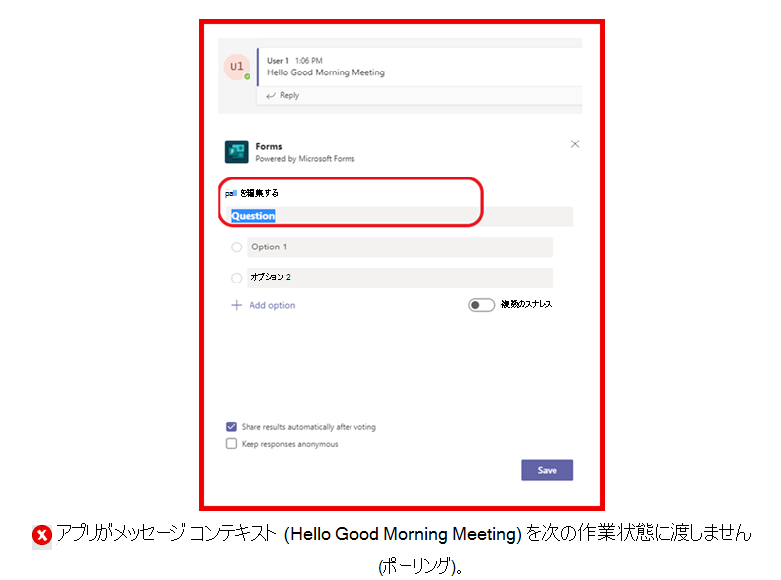 U1
User 1 1:06 PM
Hello Good Morning Meeting
Reply
Forms
Powered by Microsoft Forms
pall を編集する
Question
Option 1
オプション 2
Add option
複数のスナレス
Share results automatically after voting
Keep responses anonymous
Save
アプリがメッセージ コンテキスト (Hello Good Morning Meeting) を次の作業状態に渡しません
(ポーリング)。